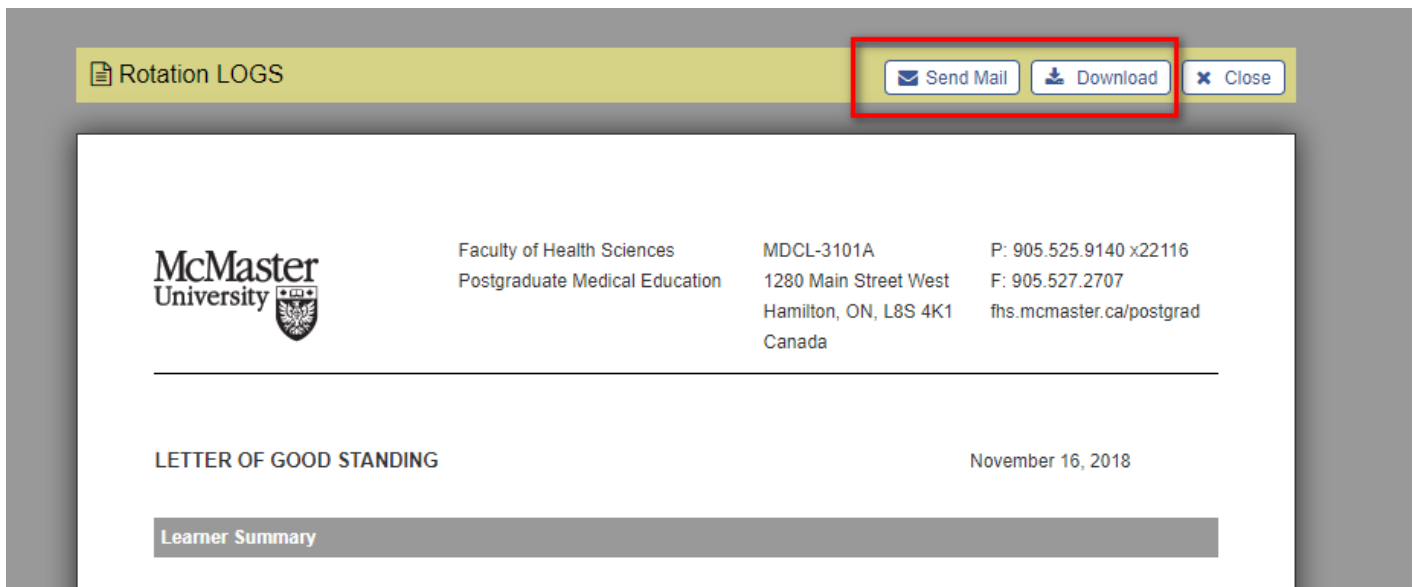 Rotation LOGS
Send Mail
Download
Close
McMaster
University
Faculty of Health Sciences
Postgraduate Medical Education
MDCL-3101A
1280 Main Street West
Hamilton, ON, L8S 4K1
Canada
P: 905.525.9140 x22116
F: 905.527.2707
fhs.mcmaster.ca/postgrad
LETTER OF GOOD STANDING
November 16, 2018
Learner Summary